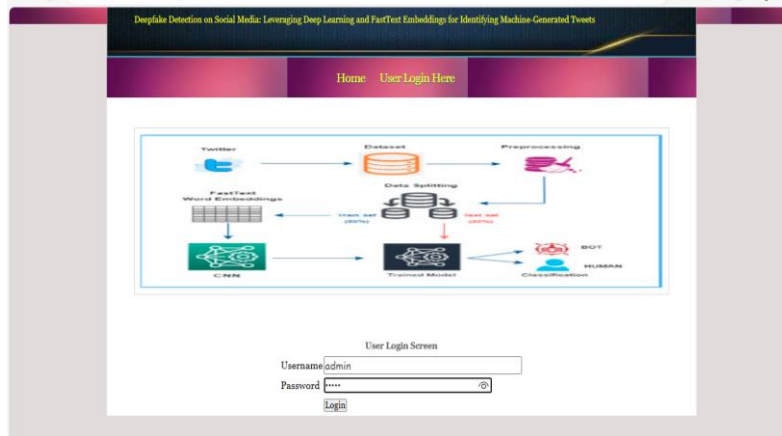 Deepfake Detection on Social Media: Leveraging Deep Learning and FastText Embeddings for Identifying Machine-Generated Tweets
Home User Login Here
Twitter Dataset Preprocessing
FastText
Word Embeddings
Data Splitting
Train set
Test set
CNN
Trained Model
BOT
HUMAN
Classification
User Login Screen
Username admin
Password •••••
Login